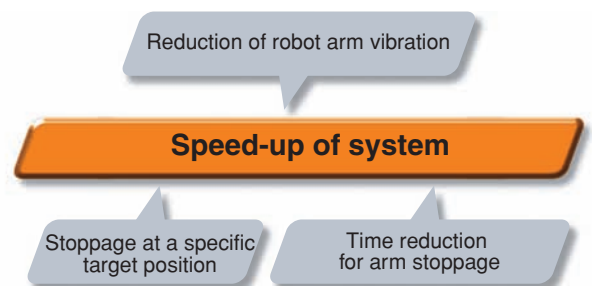 Reduction of robot arm vibration
Speed-up of system
Stoppage at a specific
target position
Time reduction
for arm stoppage